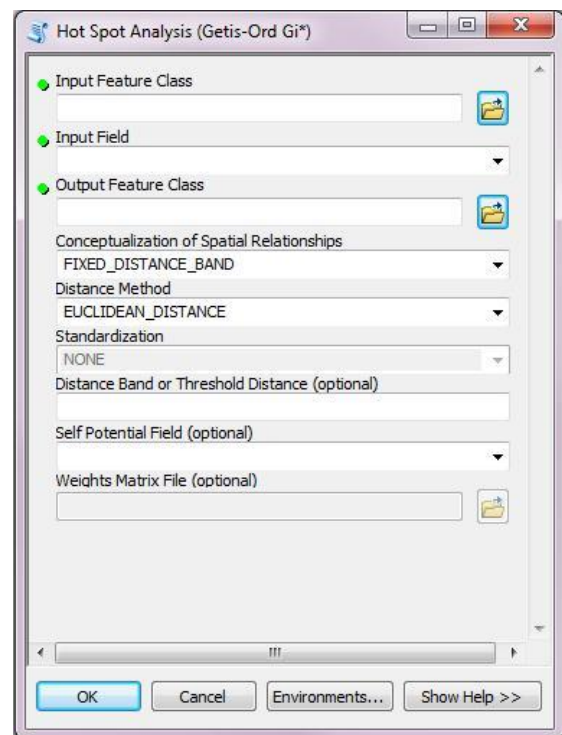 Hot Spot Analysis (Getis-Ord Gi*)
Input Feature Class
Input Field
Output Feature Class
Conceptualization of Spatial Relationships
FIXED_DISTANCE_BAND
Distance Method
EUCLIDEAN_DISTANCE
Standardization
NONE
Distance Band or Threshold Distance (optional)
Self Potential Field (optional)
Weights Matrix File (optional)
OK Cancel Environments... Show Help >>